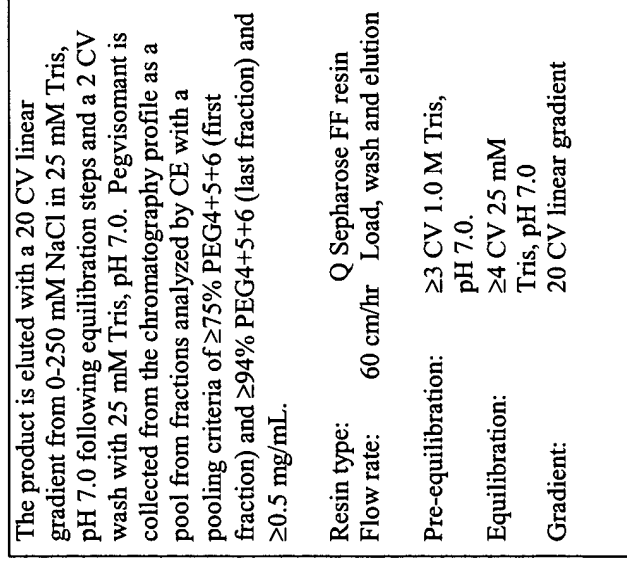 The product is eluted with a 20 CV linear
gradient from 0-250 mM NaCl in 25 mM Tris,
pH 7.0 following equilibration steps and a 2 CV
wash with 25 mM Tris, pH 7.0. Pegvisomant is
collected from the chromatography profile as a
pool from fractions analyzed by CE with a
pooling criteria of ≥75% PEG4+5+6 (first
fraction) and ≥94% PEG4+5+6 (last fraction) and
≥0.5 mg/mL.
Resin type: Q Sepharose FF resin
Flow rate: 60 cm/hr Load, wash and elution
Pre-equilibration: ≥3 CV 1.0 M Tris,
pH 7.0.
Equilibration: ≥4 CV 25 mM
Tris, pH 7.0
Gradient: 20 CV linear gradient